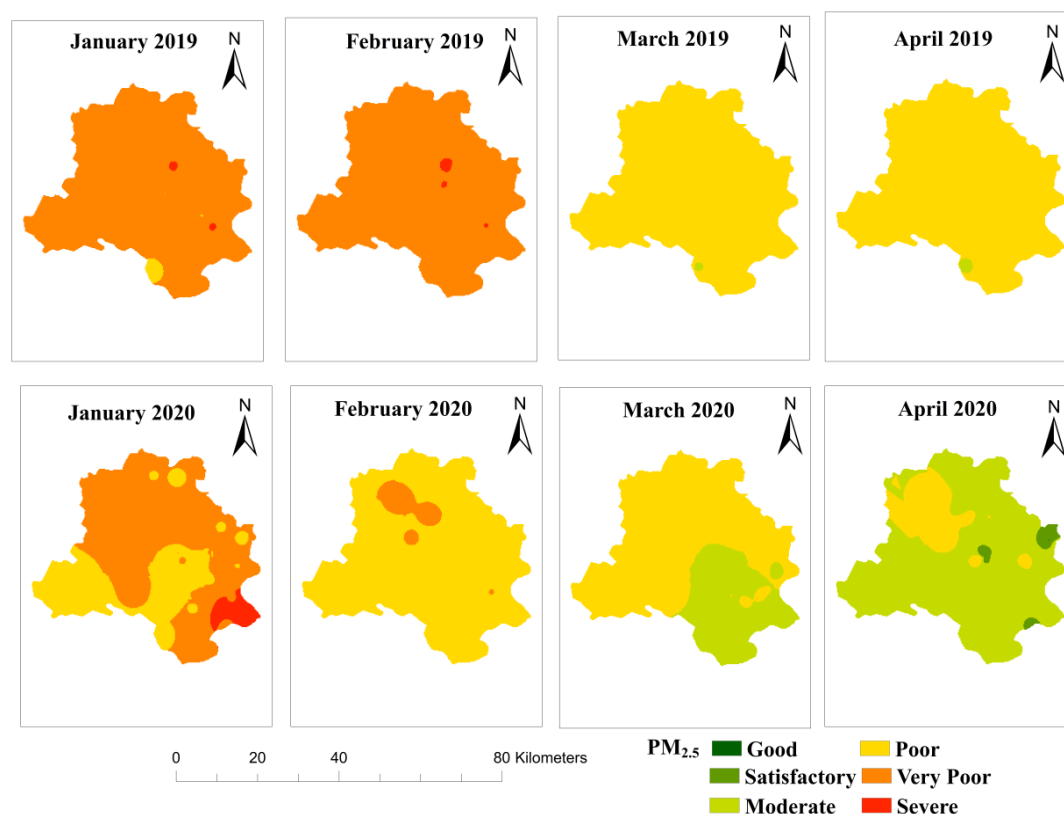 January 2019
N
February 2019
N
March 2019
N
April 2019
N
January 2020
N
February 2020
N
March 2020
N
April 2020
N
0 20 40 80 Kilometers
PM₂.₅
Good
Poor
Satisfactory
Very Poor
Moderate
Severe